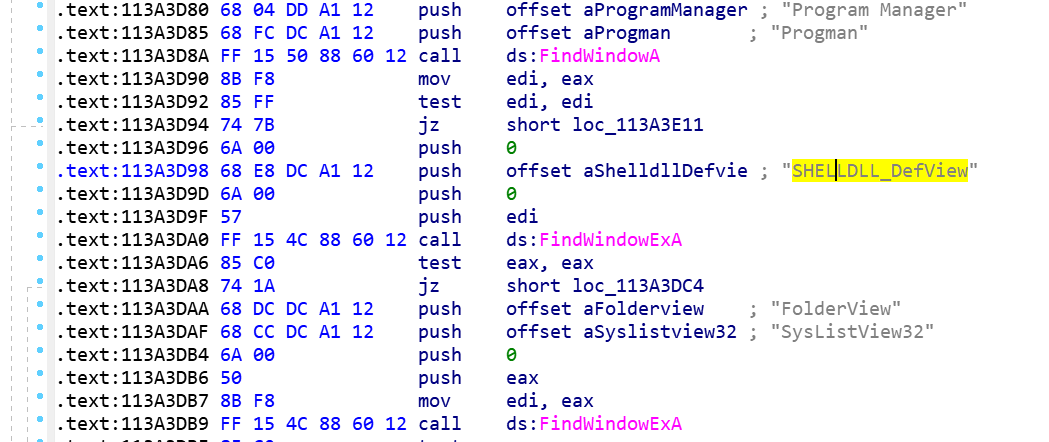 .text:113A3D80 68 04 DD A1 12 push offset aProgramManager ; "Program Manager"
.text:113A3D85 68 FC DC A1 12 push offset aProgman ; "Progman"
.text:113A3D8A FF 15 50 88 60 12 call ds:FindWindowA
.text:113A3D90 8B F8 mov edi, eax
.text:113A3D92 85 FF test edi, edi
.text:113A3D94 74 7B jz short loc_113A3E11
.text:113A3D96 6A 00 push 0
.text:113A3D98 68 E8 DC A1 12 push offset aShelldllDefvie ; "SHELLDLL_DefView"
.text:113A3D9D 6A 00 push 0
.text:113A3D9F 57 push edi
.text:113A3DA0 FF 15 4C 88 60 12 call ds:FindWindowExA
.text:113A3DA6 85 C0 test eax, eax
.text:113A3DA8 74 1A jz short loc_113A3DC4
.text:113A3DAA 68 DC DC A1 12 push offset aFolderview ; "FolderView"
.text:113A3DAF 68 CC DC A1 12 push offset aSyslistview32 ; "SysListView32"
.text:113A3DB4 6A 00 push 0
.text:113A3DB6 50 push eax
.text:113A3DB7 8B F8 mov edi, eax
.text:113A3DB9 FF 15 4C 88 60 12 call ds:FindWindowExA